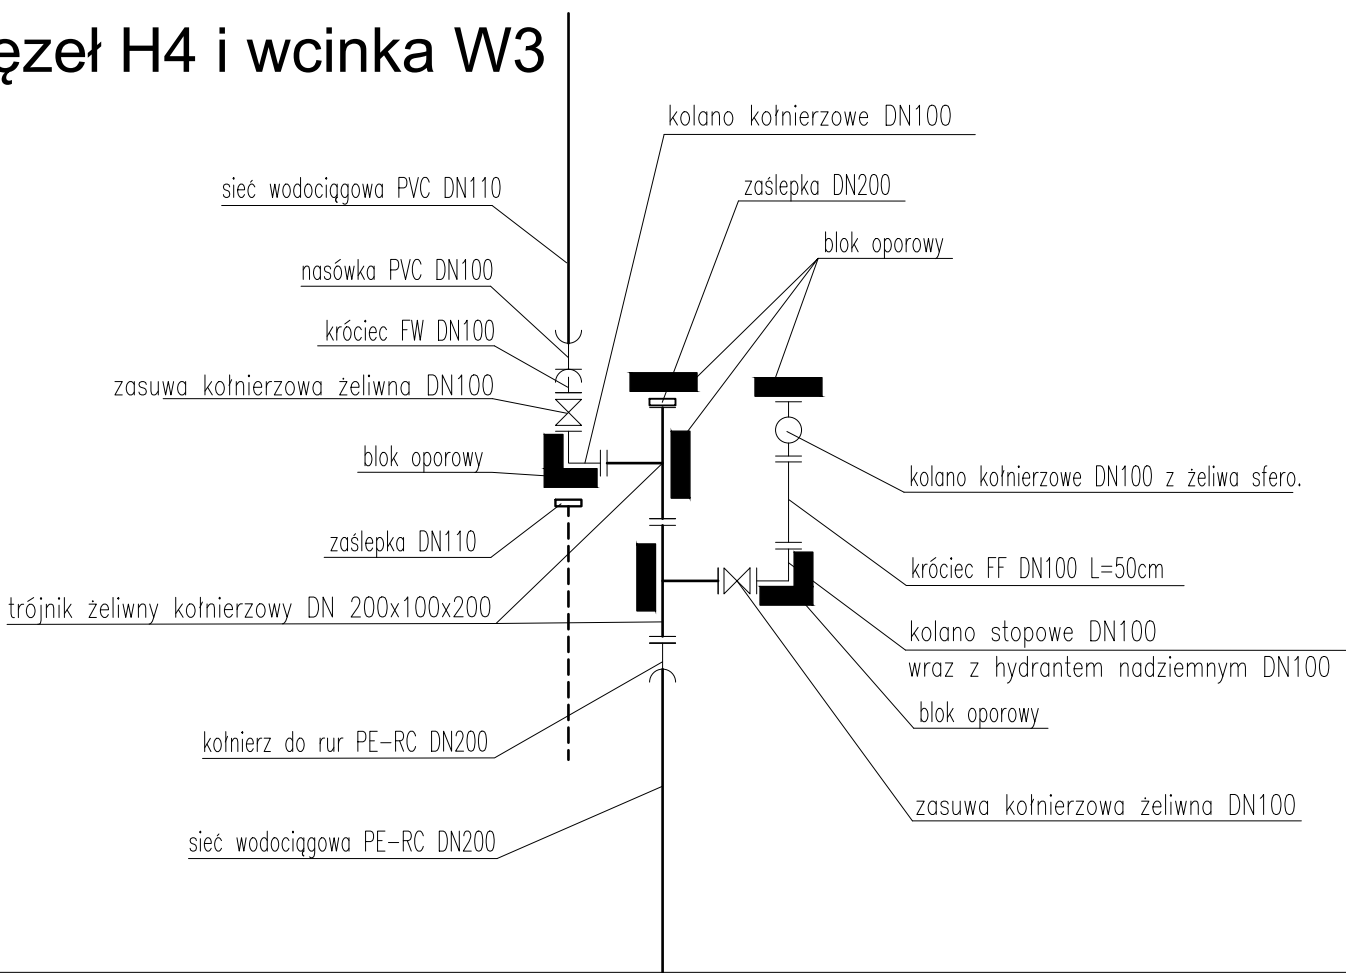 ęzeł H4 i wcinka W3
kolano kołnierzowe DN100
sieć wodociągowa PVC DN110
zaślepka DN200
blok oporowy
nasówka PVC DN100
króciec FW DN100
zasuwa kołnierzowa żeliwna DN100
blok oporowy
kolano kołnierzowe DN100 z żeliwa sfero.
zaślepka DN110
króciec FF DN100 L=50cm
trójnik żeliwny kołnierzowy DN 200x100x200
kolano stopowe DN100
wraz z hydrantem nadziemnym DN100
blok oporowy
kołnierz do rur PE-RC DN200
zasuwa kołnierzowa żeliwna DN100
sieć wodociągowa PE-RC DN200